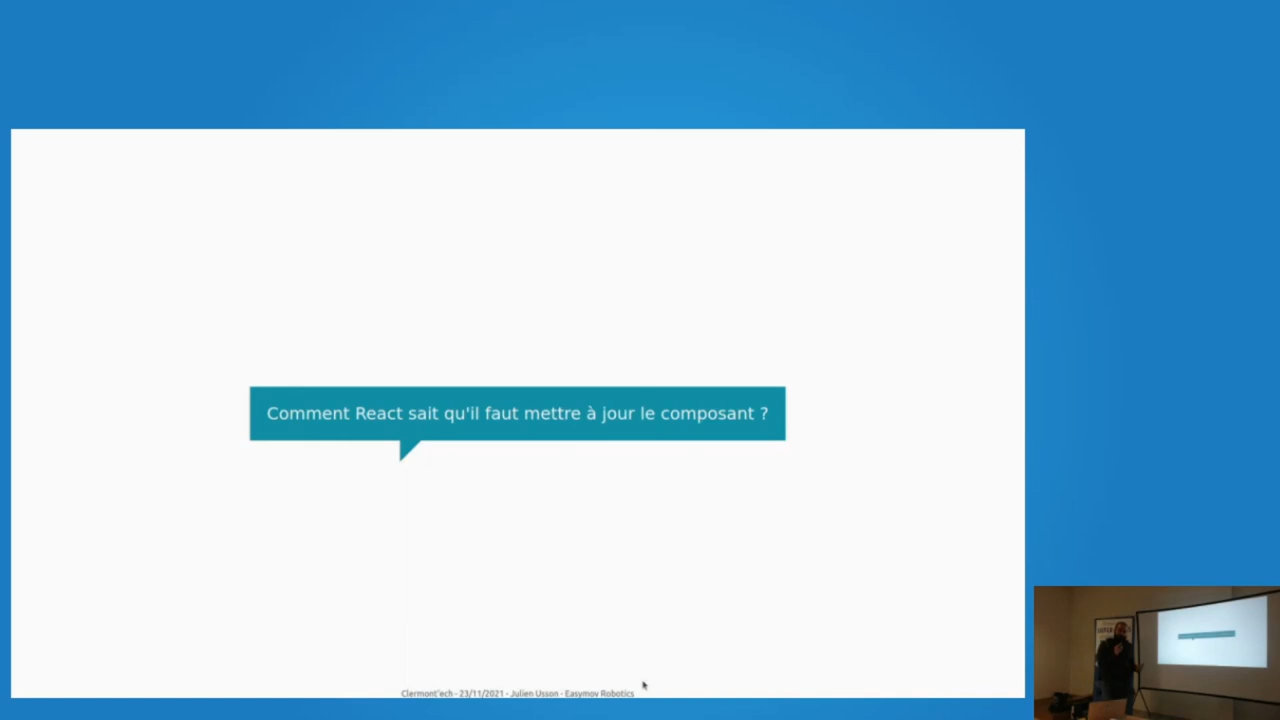 Comment React sait qu'il faut mettre à jour le composant ?
Clermont'ech - 23/11/2021 - Julien Usson - Easymov Robotics